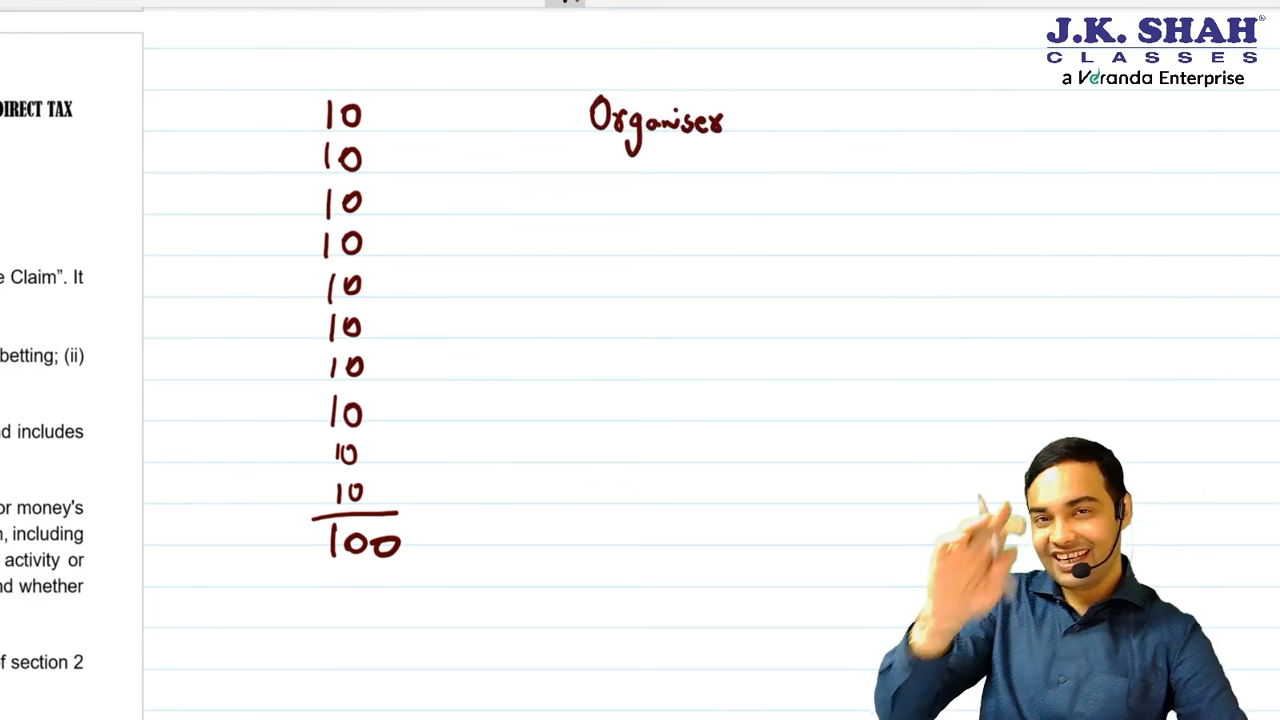 J.K. SHAH®
CLASSES
a Veranda Enterprise
DIRECT TAX
Claim”. It
betting; (ii)
includes
or money's
including
activity or
whether
of section 2
10
10
10
10
10
10
10
10
10
10
100
Organiser